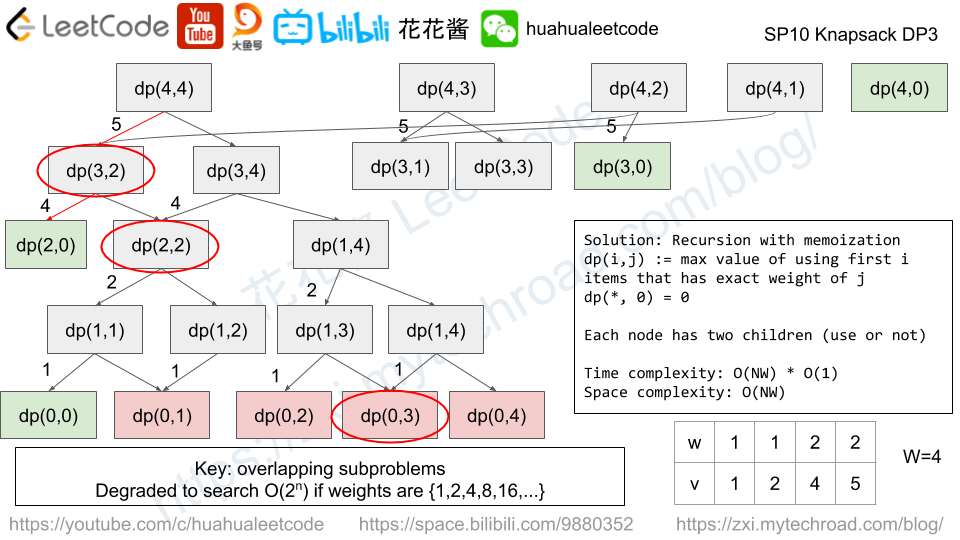 LeetCode
You
Tube
大鱼号
bilibili
花花酱
huahualeetcode
SP10 Knapsack DP3
dp(4,4)
dp(4,3)
dp(4,2)
dp(4,1)
dp(4,0)
5
5
5
dp(3,2)
dp(3,4)
dp(3,1)
dp(3,3)
dp(3,0)
4
4
dp(2,0)
dp(2,2)
dp(1,4)
2
2
dp(1,1)
dp(1,2)
dp(1,3)
dp(1,4)
1
1
1
1
dp(0,0)
dp(0,1)
dp(0,2)
dp(0,3)
dp(0,4)
Solution: Recursion with memoization
dp(i,j) := max value of using first i
items that has exact weight of j
dp(*, 0) = 0
Each node has two children (use or not)
Time complexity: O(NW) * O(1)
Space complexity: O(NW)
w 1 1 2 2
v 1 2 4 5
W=4
Key: overlapping subproblems
Degraded to search O(2ⁿ) if weights are {1,2,4,8,16,...}
花花酱 LeetCode
https://zxi.mytechroad.com/blog/
https://youtube.com/c/huahualeetcode
https://space.bilibili.com/9880352
https://zxi.mytechroad.com/blog/